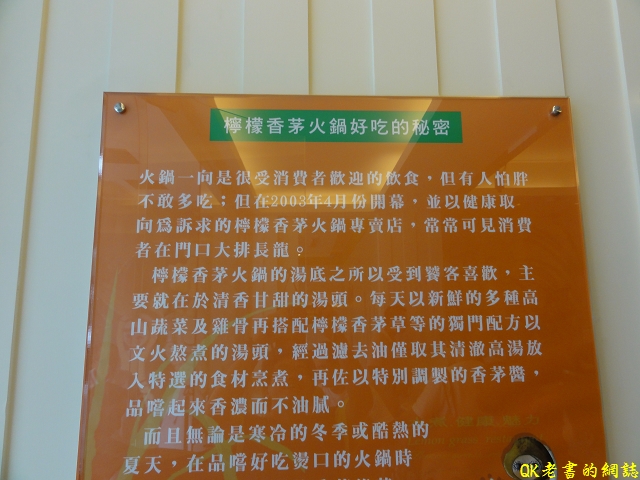 檸檬香茅火鍋好吃的秘密
火鍋一向是很受消費者歡迎的飲食，但有人怕胖
不敢多吃；但在2003年4月份開幕，並以健康取
向為訴求的檸檬香茅火鍋專賣店，常常可見消費
者在門口大排長龍。
檸檬香茅火鍋的湯底之所以受到饕客喜歡，主
要就在於清香甘甜的湯頭。每天以新鮮的多種高
山蔬菜及雞骨再搭配檸檬香茅草等的獨門配方以
文火熬煮的湯頭，經過濾去油僅取其清澈高湯放
入特選的食材烹煮，再佐以特別調製的香茅醬，
品嚐起來香濃而不油膩。
而且無論是寒冷的冬季或酷熱的
夏天，在品嚐好吃燙口的火鍋時
QK老書的網誌